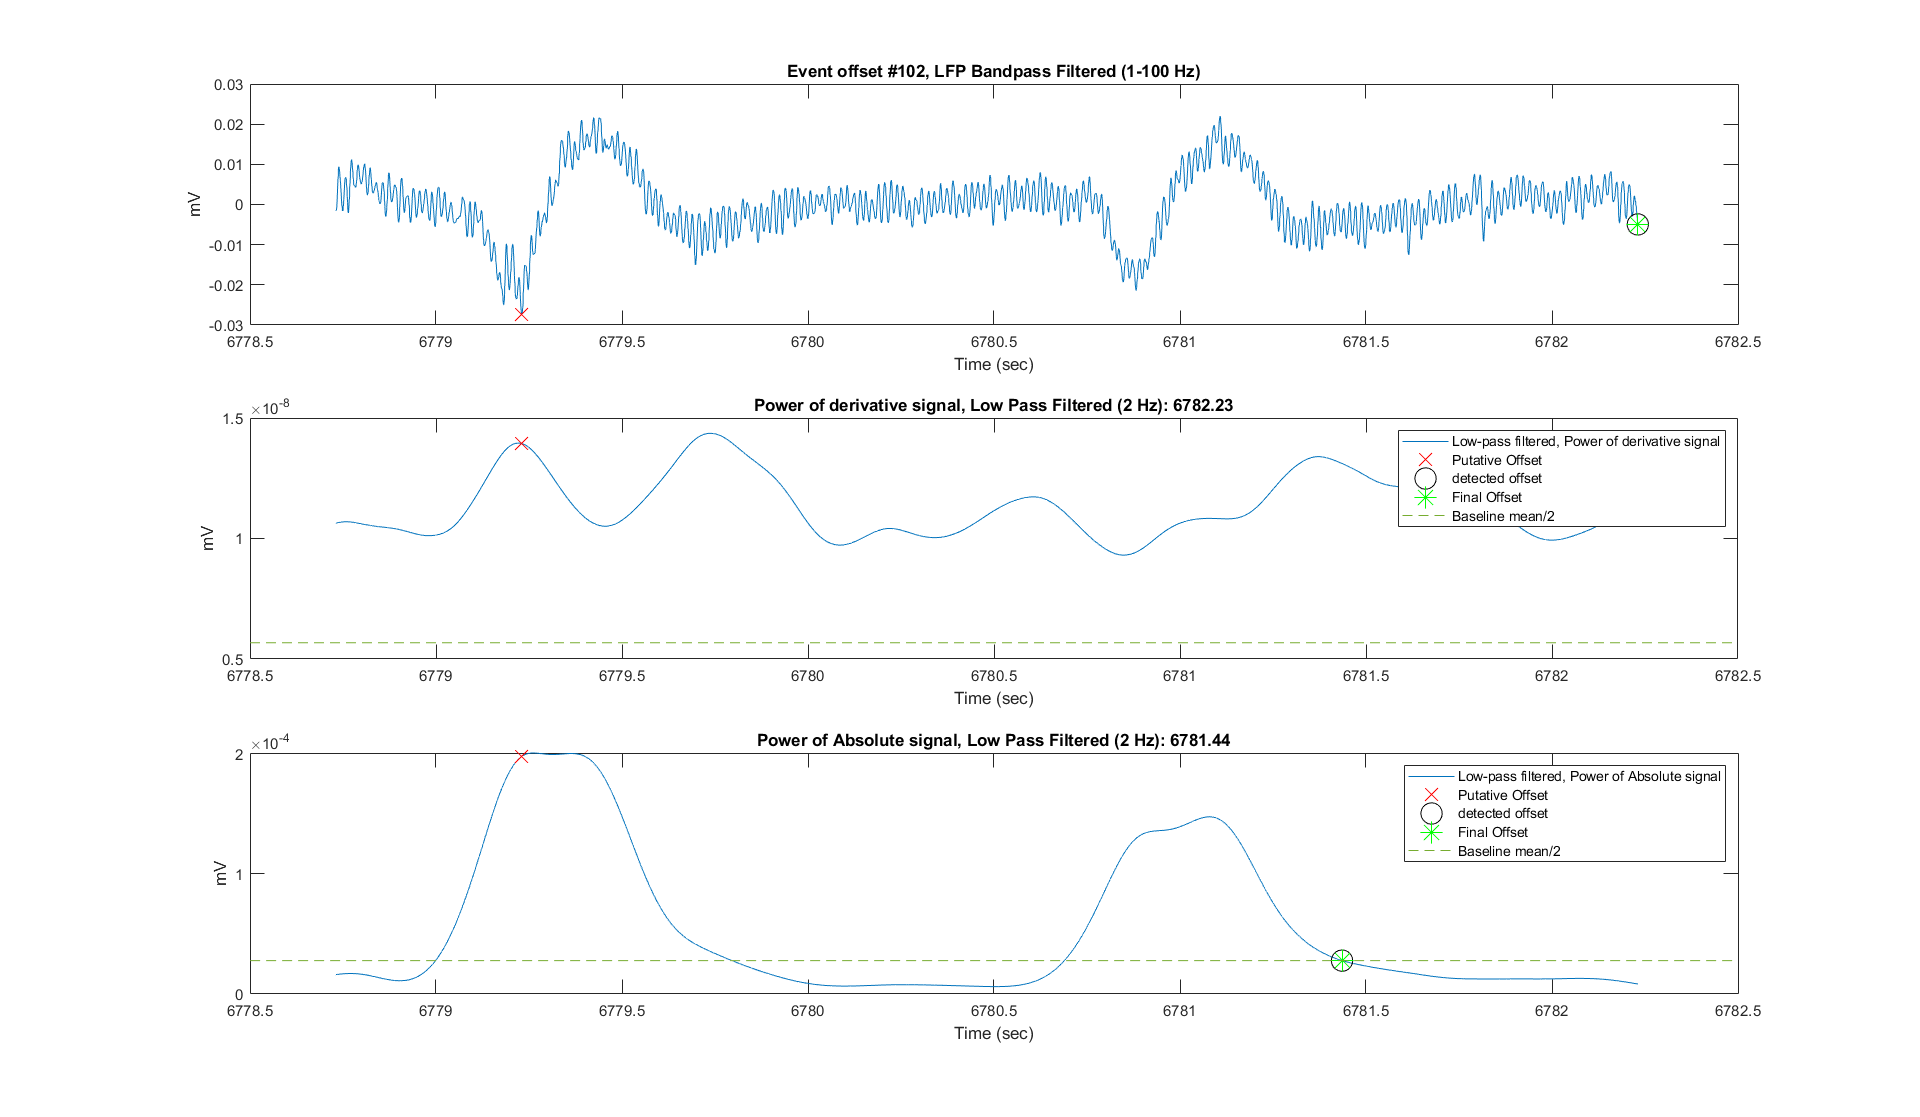 Event offset #102, LFP Bandpass Filtered (1-100 Hz)
0.03
0.02
0.01
0
-0.01
-0.02
-0.03
mV
6778.5 6779 6779.5 6780 6780.5 6781 6781.5 6782 6782.5
Time (sec)
Power of derivative signal, Low Pass Filtered (2 Hz): 6782.23
×10^-8
1.5
1
0.5
mV
Low-pass filtered, Power of derivative signal
Putative Offset
detected offset
Final Offset
Baseline mean/2
6778.5 6779 6779.5 6780 6780.5 6781 6781.5 6782 6782.5
Time (sec)
Power of Absolute signal, Low Pass Filtered (2 Hz): 6781.44
×10^-4
2
1
0
mV
Low-pass filtered, Power of Absolute signal
Putative Offset
detected offset
Final Offset
Baseline mean/2
6778.5 6779 6779.5 6780 6780.5 6781 6781.5 6782 6782.5
Time (sec)